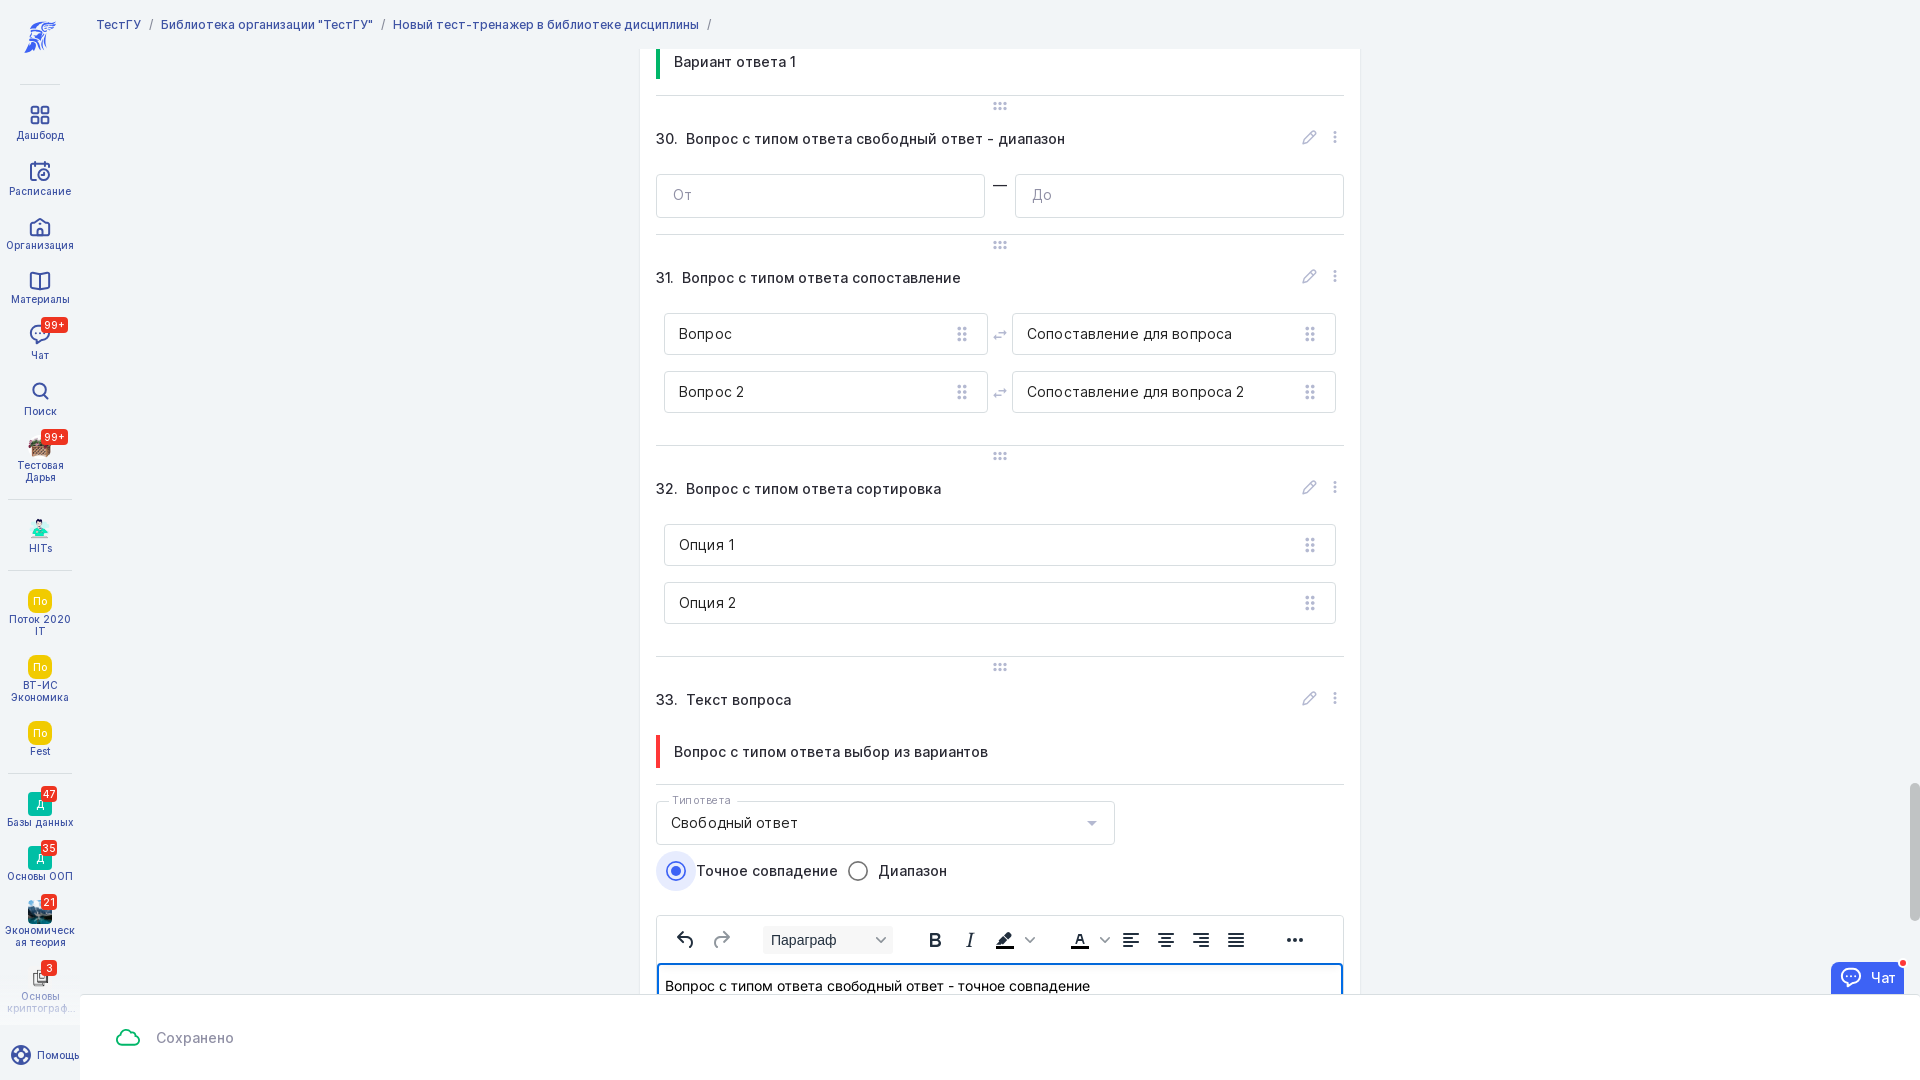 ТестГУ / Библиотека организации "ТестГУ" / Новый тест-тренажер в библиотеке дисциплины /
Дашборд
Расписание
Организация
Материалы
99+
Чат
Поиск
99+
Тестовая
Дарья
HITs
По
Поток 2020
IT
По
ВТ-ИС
Экономика
По
Fest
47
Д
Базы данных
35
Д
Основы ООП
21
Экономическ
ая теория
3
Основы
криптограф...
Помощь
Вариант ответа 1
30. Вопрос с типом ответа свободный ответ - диапазон
От — До
31. Вопрос с типом ответа сопоставление
Вопрос Сопоставление для вопроса
Вопрос 2 Сопоставление для вопроса 2
32. Вопрос с типом ответа сортировка
Опция 1
Опция 2
33. Текст вопроса
Вопрос с типом ответа выбор из вариантов
Тип ответа
Свободный ответ
Точное совпадение Диапазон
Параграф B I A
Вопрос с типом ответа свободный ответ - точное совпадение
Чат
Сохранено